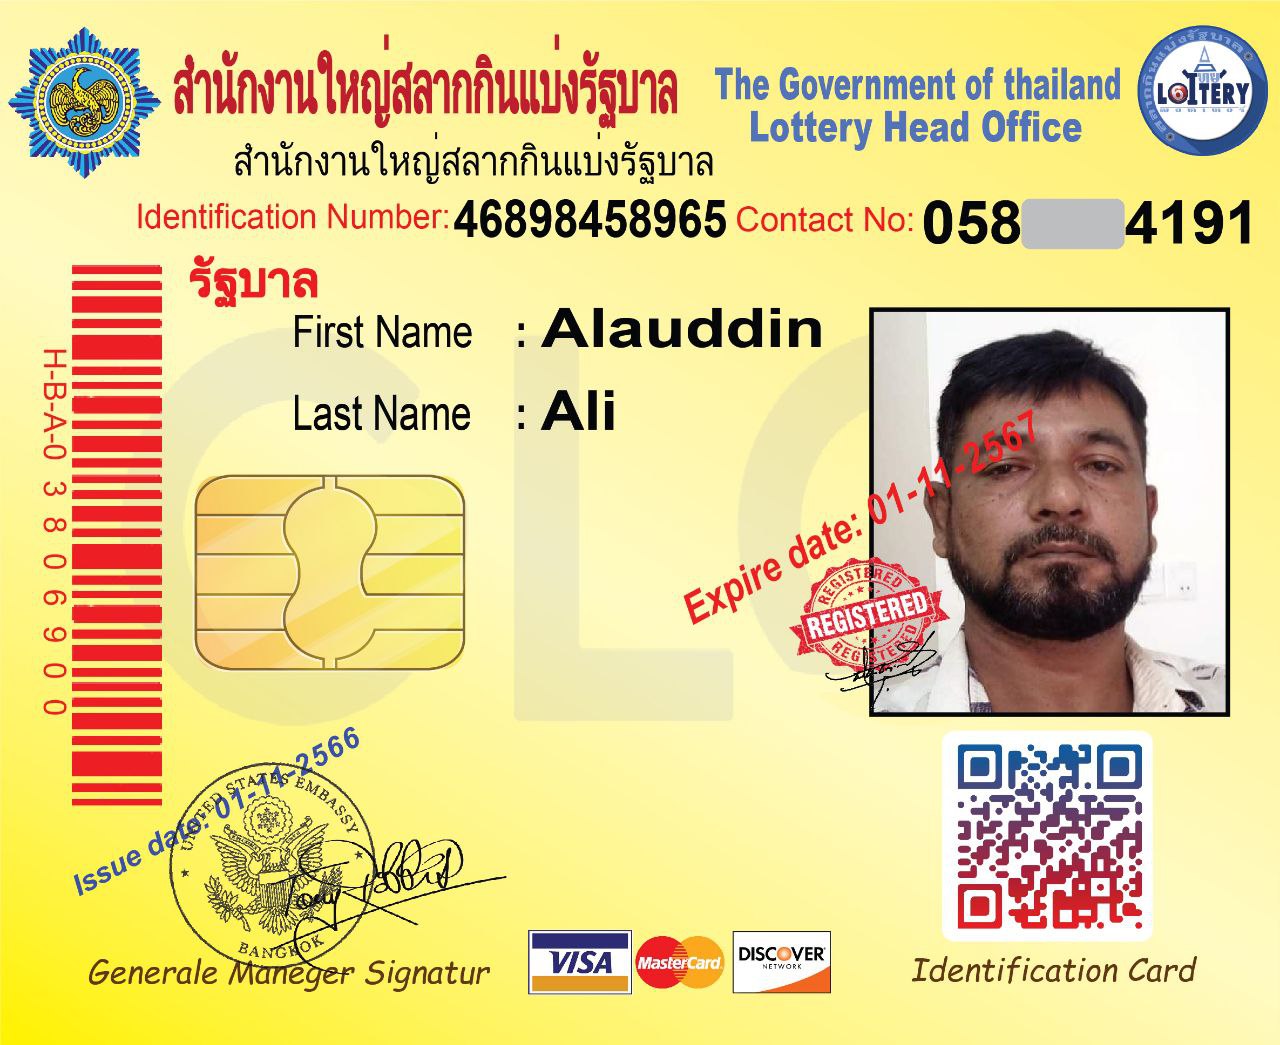 สำนักงานใหญ่สลากกินแบ่งรัฐบาล
The Government of thailand
Lottery Head Office
LOTTERY
สำนักงานใหญ่สลากกินแบ่งรัฐบาล
Identification Number: 46898458965 Contact No: 058 4191
รัฐบาล
First Name : Alauddin
Last Name : Ali
H-B-A-0 3 8 0 6 9 0 0
Expire date: 01-11-2567
REGISTERED
REGISTERED
REGISTERED
Issue date: 01-11-2566
UNITED STATES EMBASSY
BANGKOK
Generale Maneger Signatur
VISA
MasterCard
DISCOVER
NETWORK
Identification Card